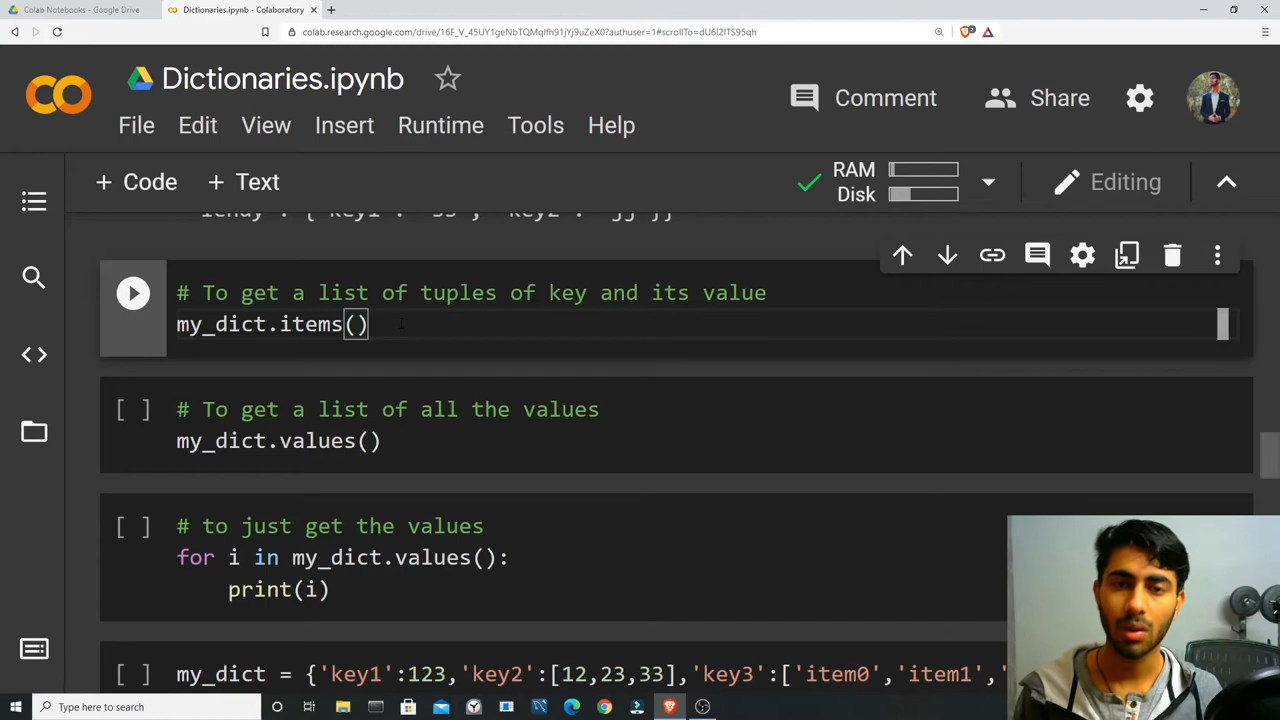 Colab Notebooks - Google Drive
Dictionaries.ipynb - Colaboratory
colab.research.google.com/drive/16F_V_45UY1geNbTQMqIfh91jYj9uZeX0?authuser=1#scrollTo=dU6I2ITS95qh
Dictionaries.ipynb
Comment
Share
File Edit View Insert Runtime Tools Help
+ Code + Text
RAM
Disk
Editing
# To get a list of tuples of key and its value
my_dict.items()
[ ] # To get a list of all the values
my_dict.values()
[ ] # to just get the values
for i in my_dict.values():
print(i)
[ ] my_dict = {'key1':123,'key2':[12,23,33],'key3':['item0','item1','
Type here to search